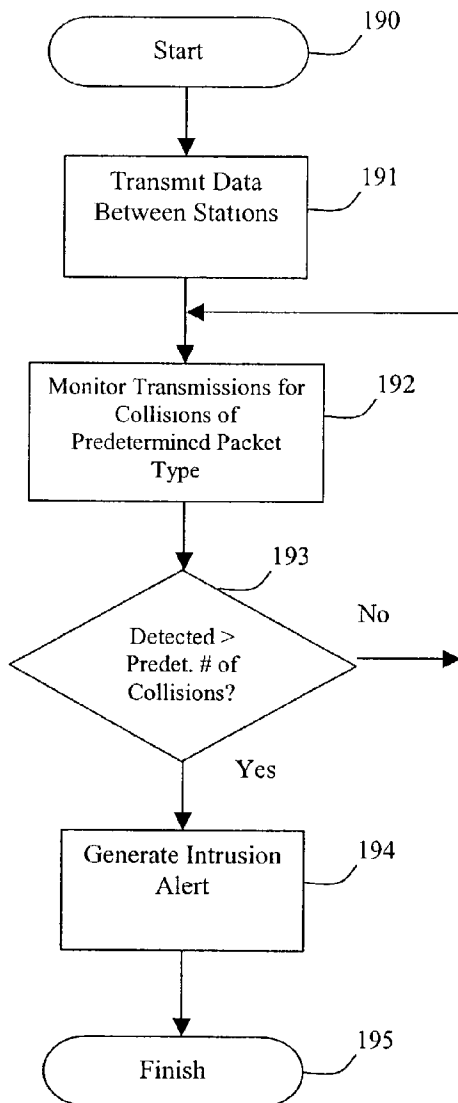 190
Start
191
Transmit Data
Between Stations
192
Monitor Transmissions for
Collisions of
Predetermined Packet
Type
193
Detected >
Predet. # of
Collisions?
No
Yes
194
Generate Intrusion
Alert
195
Finish